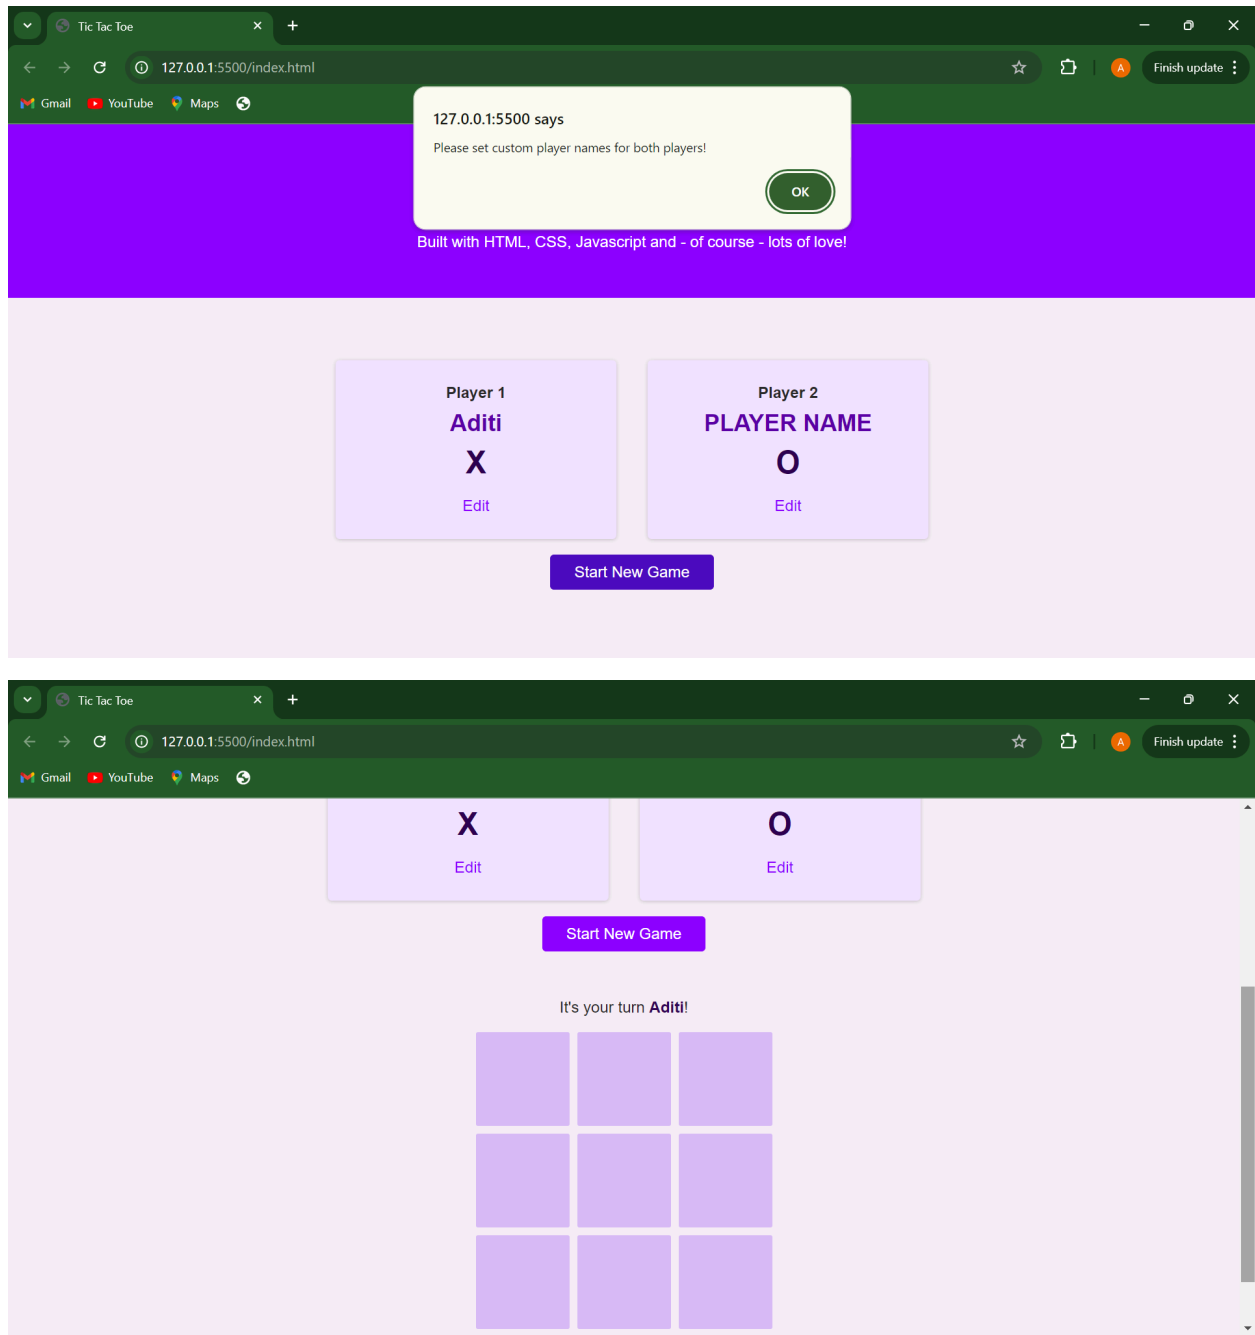 Tic Tac Toe
127.0.0.1:5500/index.html
A
Finish update
Gmail YouTube Maps
127.0.0.1:5500 says
Please set custom player names for both players!
OK
Built with HTML, CSS, Javascript and - of course - lots of love!
Player 1
Aditi
X
Edit
Player 2
PLAYER NAME
O
Edit
Start New Game
Tic Tac Toe
127.0.0.1:5500/index.html
A
Finish update
Gmail YouTube Maps
X
Edit
O
Edit
Start New Game
It's your turn Aditi!